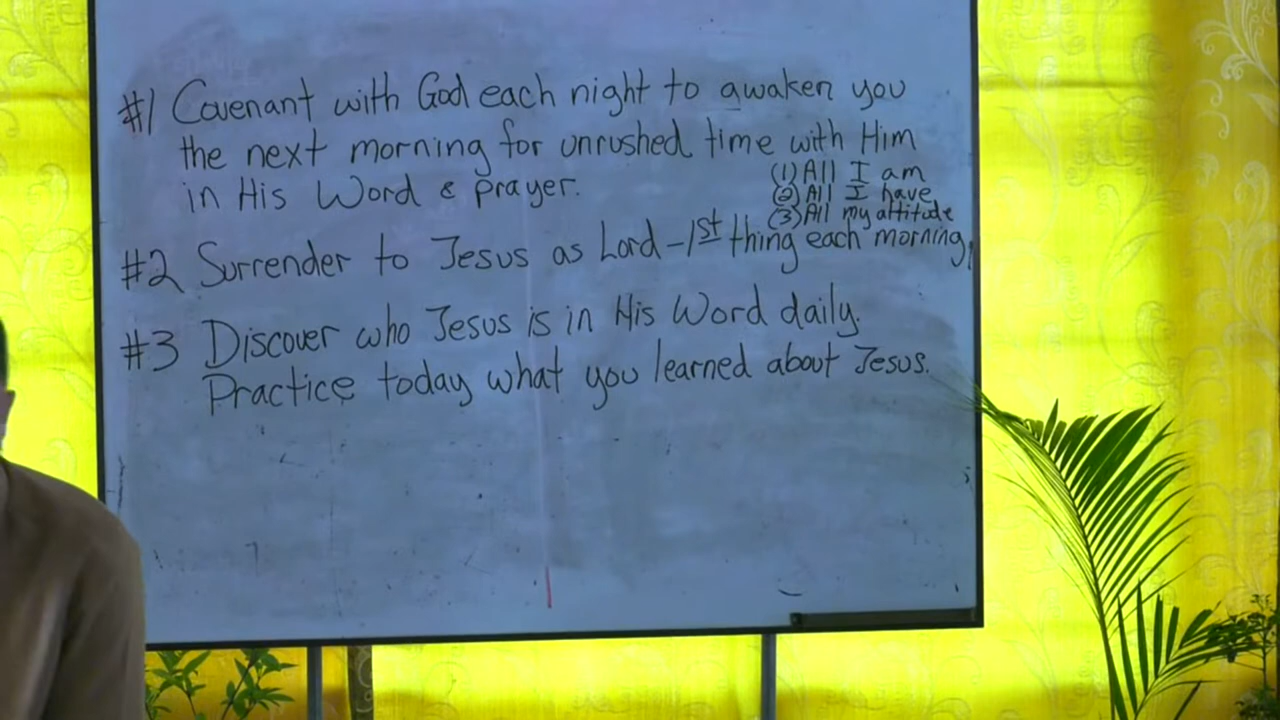 #1 Covenant with God each night to awaken you
the next morning for unrushed time with Him
in His Word & prayer.
(1) All I am
(2) All I have
(3) All my attitude
#2 Surrender to Jesus as Lord – 1st thing each morning,
#3 Discover who Jesus is in His Word daily.
Practice today what you learned about Jesus.